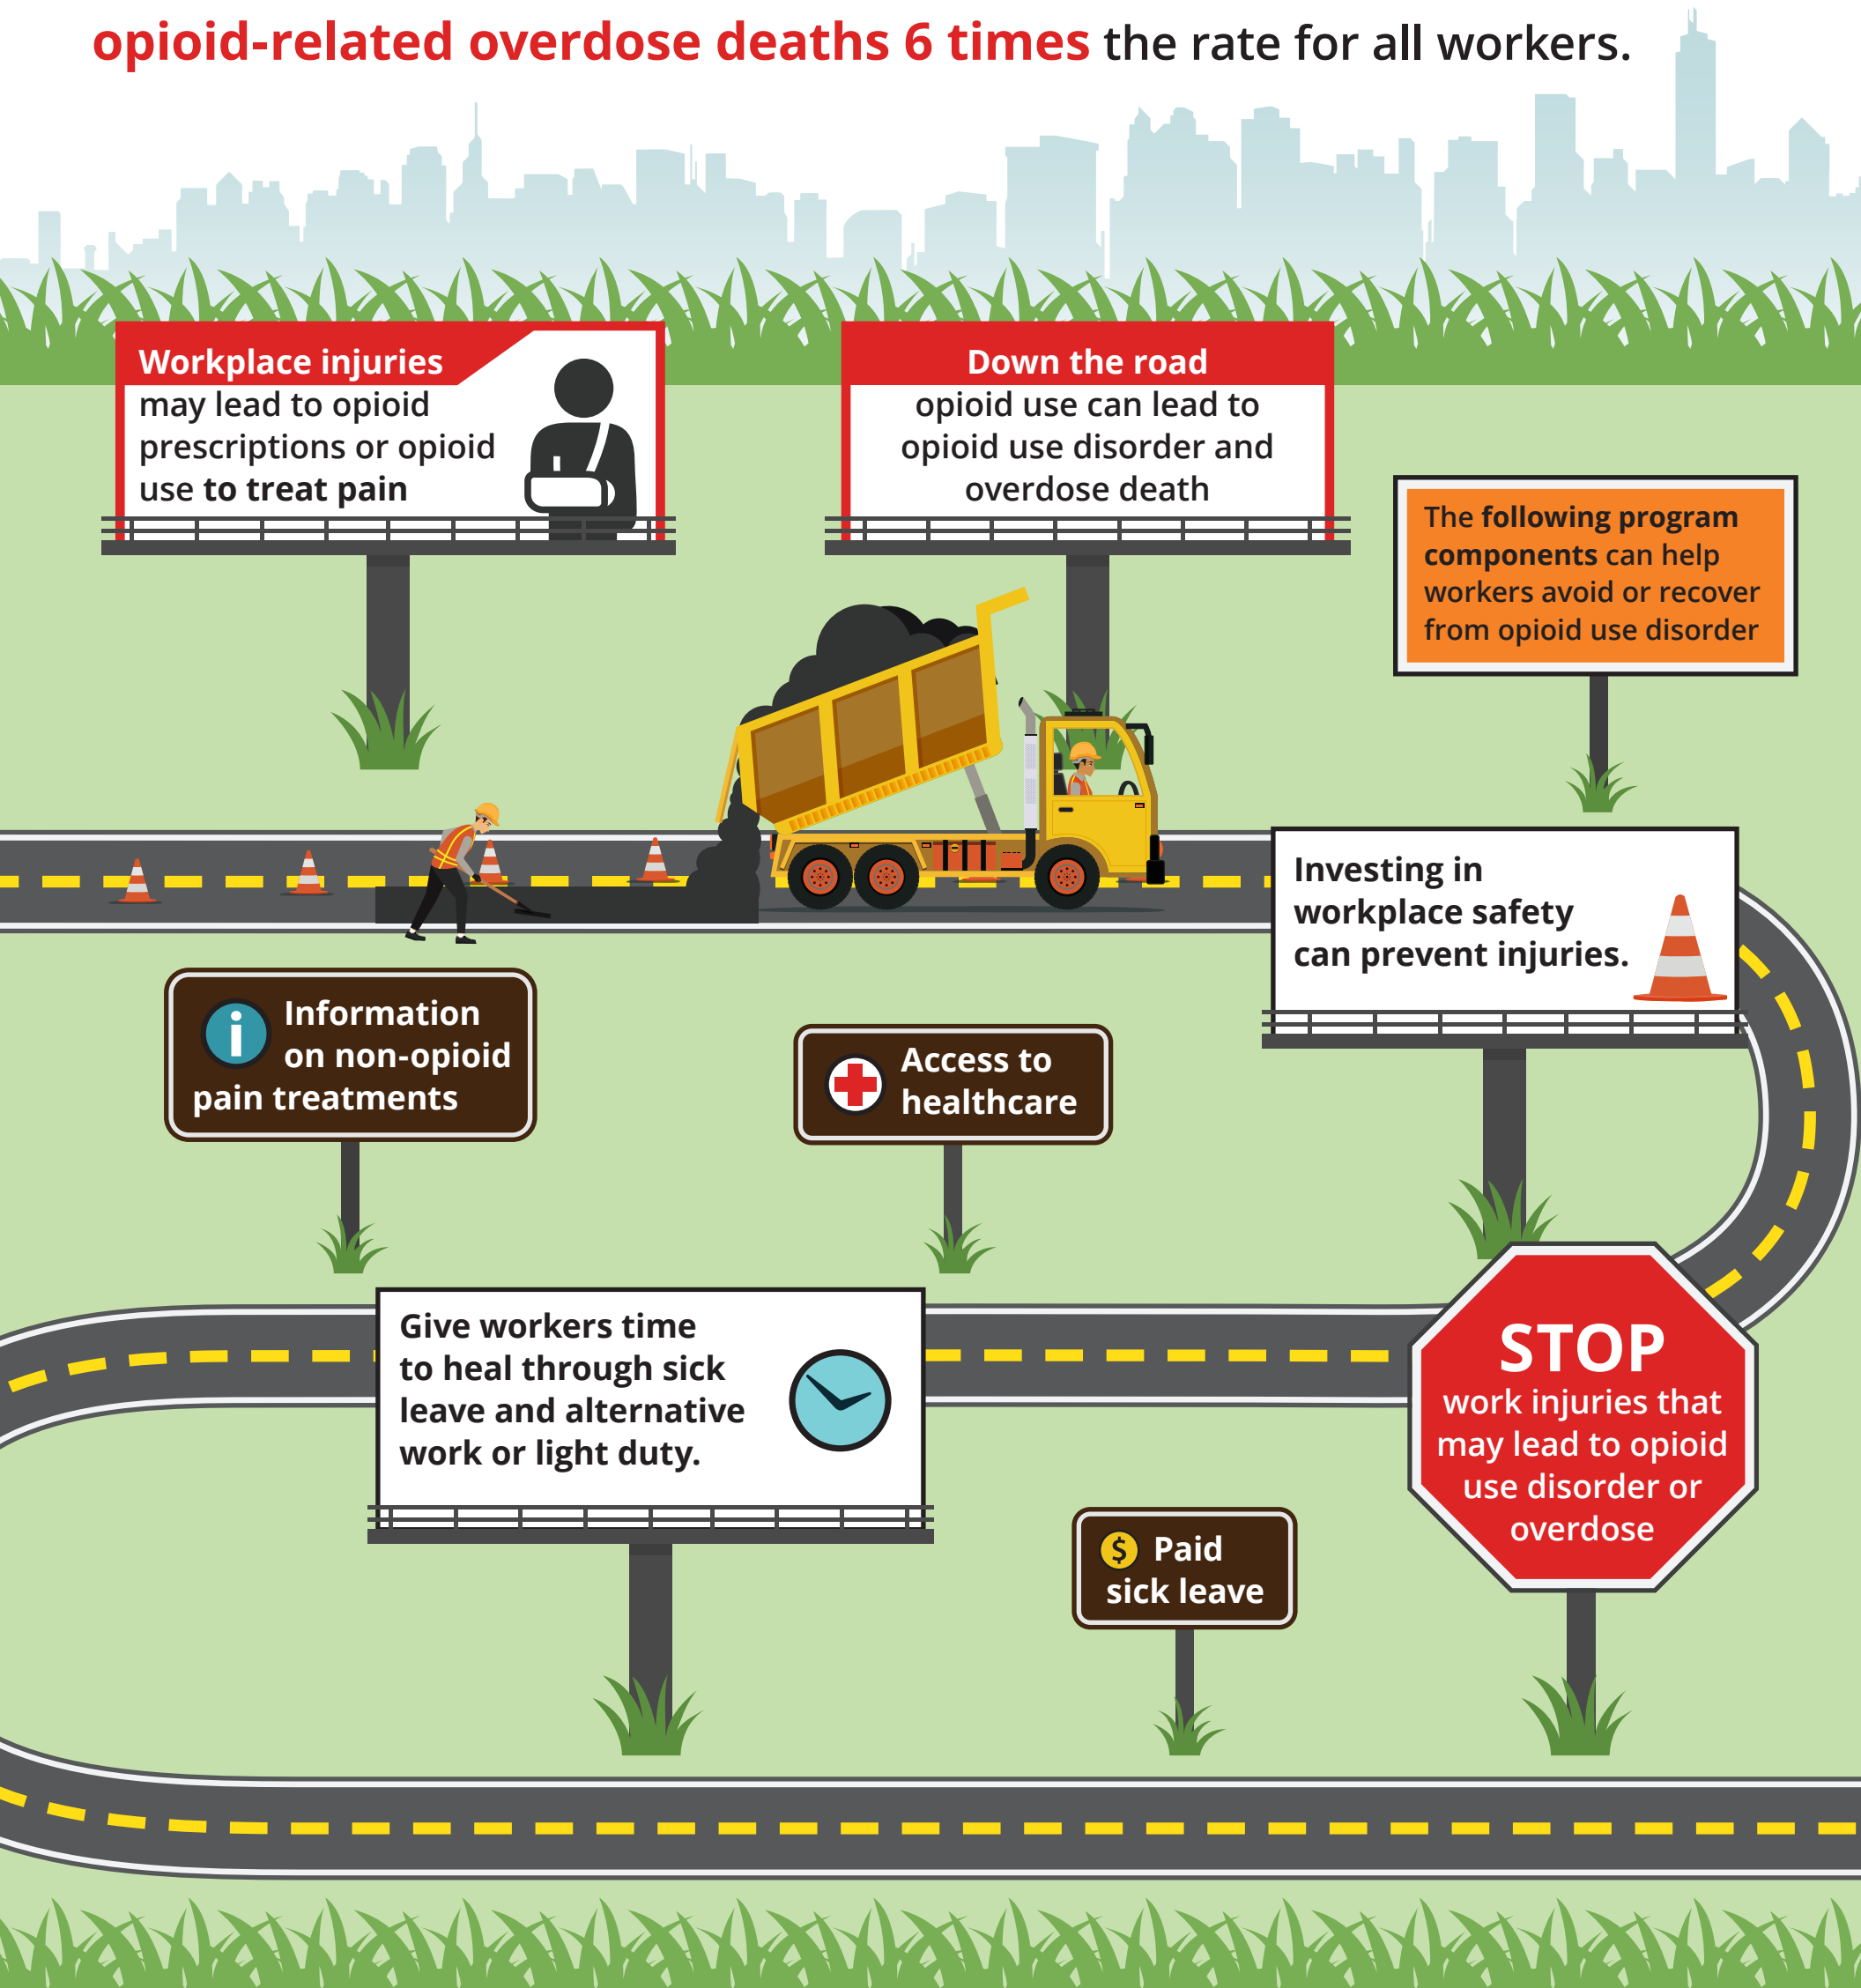 opioid-related overdose deaths 6 times the rate for all workers.
Workplace injuries
may lead to opioid
prescriptions or opioid
use to treat pain
Down the road
opioid use can lead to
opioid use disorder and
overdose death
The following program
components can help
workers avoid or recover
from opioid use disorder
Investing in
workplace safety
can prevent injuries.
i Information
on non-opioid
pain treatments
Access to
healthcare
Give workers time
to heal through sick
leave and alternative
work or light duty.
STOP
work injuries that
may lead to opioid
use disorder or
overdose
$ Paid
sick leave